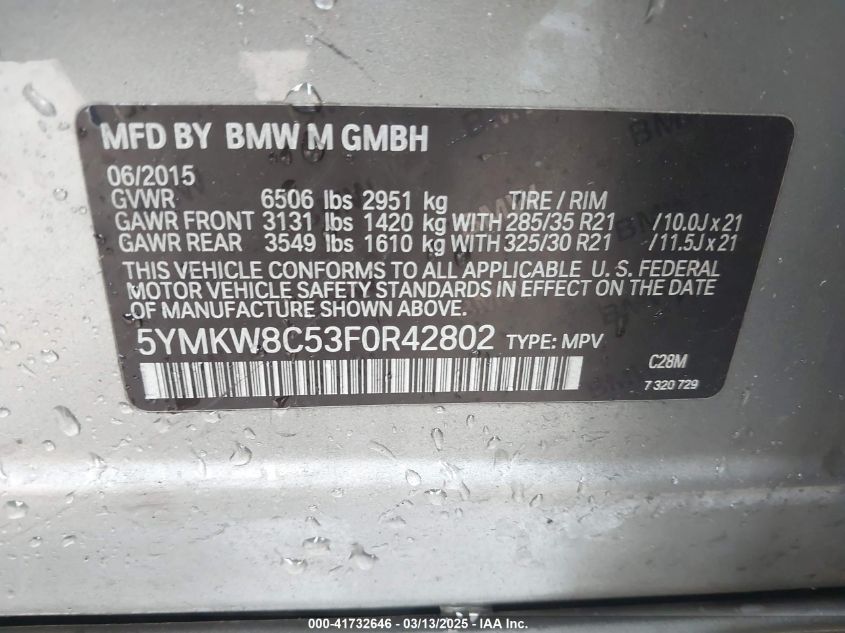 MFD BY BMW M GMBH
06/2015
GVWR 6506 lbs 2951 kg TIRE / RIM
GAWR FRONT 3131 lbs 1420 kg WITH 285/35 R21 /10.0J x 21
GAWR REAR 3549 lbs 1610 kg WITH 325/30 R21 /11.5J x 21
THIS VEHICLE CONFORMS TO ALL APPLICABLE U. S. FEDERAL
MOTOR VEHICLE SAFETY STANDARDS IN EFFECT ON THE DATE
OF MANUFACTURE SHOWN ABOVE.
5YMKW8C53F0R42802 TYPE: MPV
C28M
7 320 729
000-41732646 - 03/13/2025 - IAA Inc.